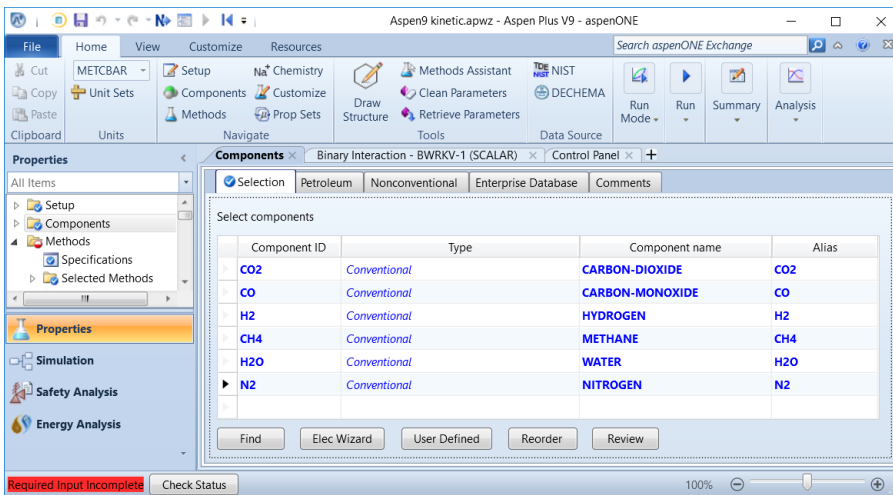 Aspen9 kinetic.apwz - Aspen Plus V9 - aspenONE
File Home View Customize Resources Search aspenONE Exchange
Cut METCBAR Setup Na+ Chemistry Methods Assistant NIST
Copy Unit Sets Components Customize Clean Parameters DECHEMA
Paste Methods Prop Sets Draw Structure Retrieve Parameters Run Mode Run Summary Analysis
Clipboard Units Navigate Tools Data Source
Properties Components Binary Interaction - BWRKV-1 (SCALAR) Control Panel
All Items Selection Petroleum Nonconventional Enterprise Database Comments
Setup
Components Select components
Methods Component ID Type Component name Alias
Specifications CO2 Conventional CARBON-DIOXIDE CO2
Selected Methods CO Conventional CARBON-MONOXIDE CO
H2 Conventional HYDROGEN H2
Properties CH4 Conventional METHANE CH4
Simulation H2O Conventional WATER H2O
N2 Conventional NITROGEN N2
Safety Analysis
Energy Analysis Find Elec Wizard User Defined Reorder Review
Required Input Incomplete Check Status 100%